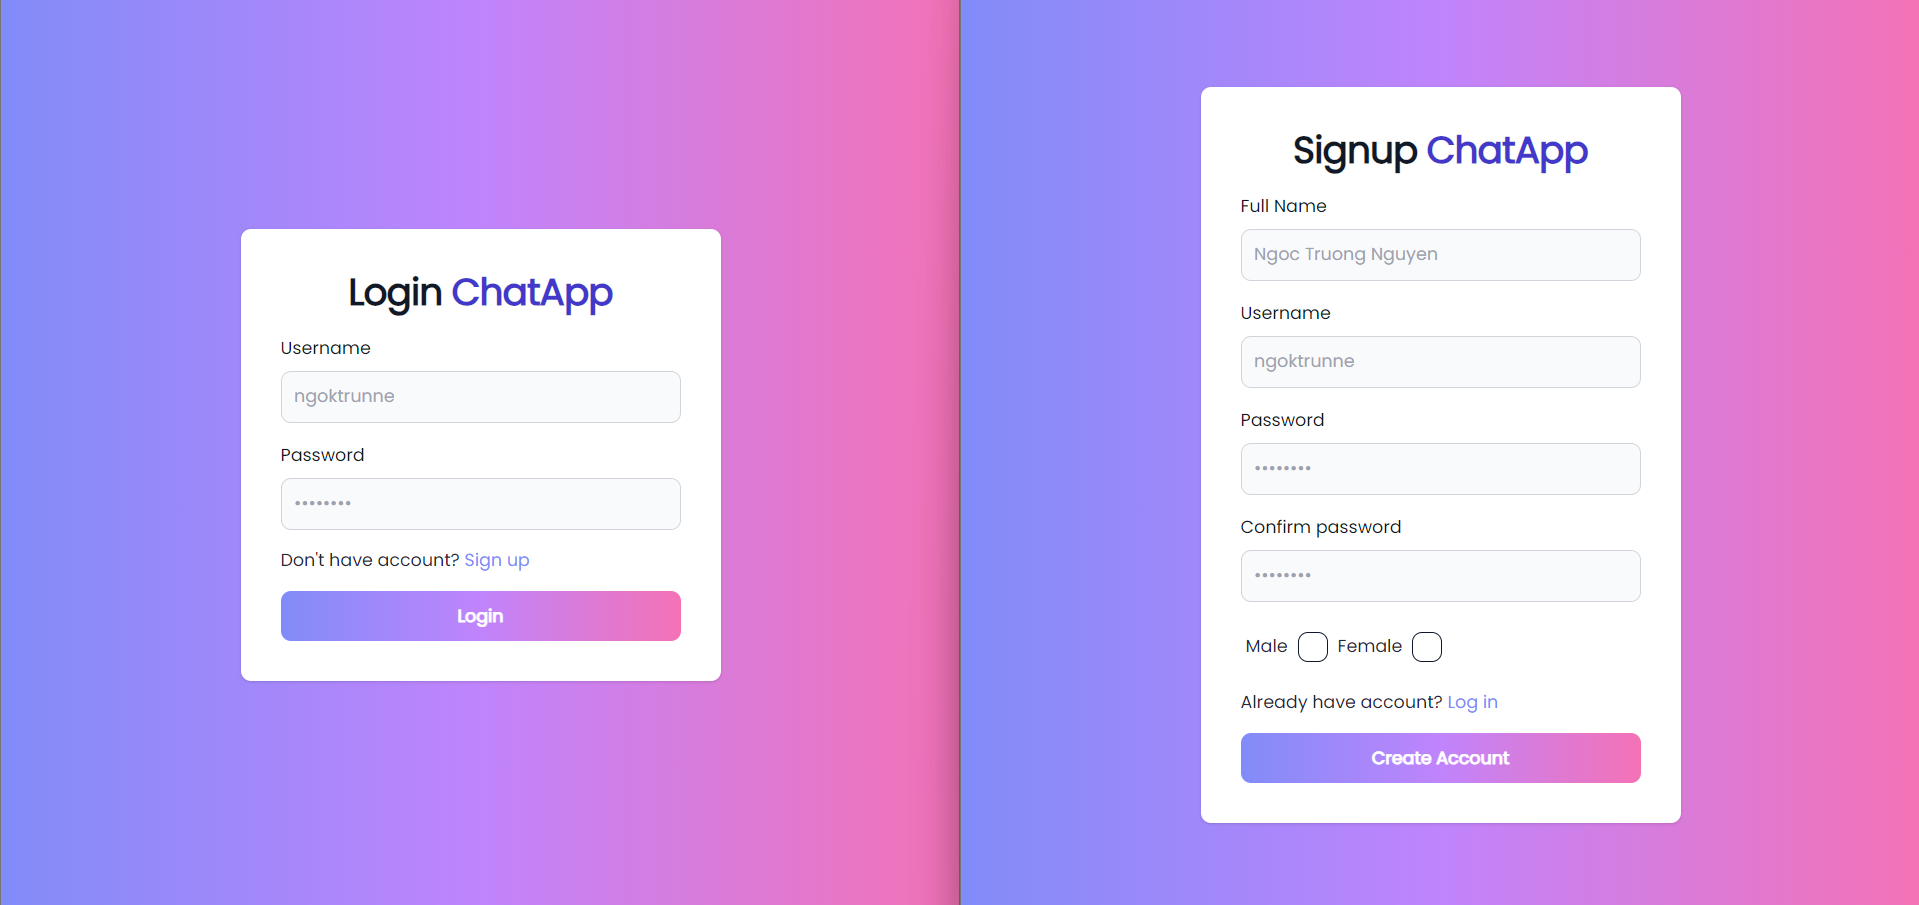 Login ChatApp
Username
ngoktrunne
Password
••••••••
Don't have account? Sign up
Login
Signup ChatApp
Full Name
Ngoc Truong Nguyen
Username
ngoktrunne
Password
••••••••
Confirm password
••••••••
Male Female
Already have account? Log in
Create Account